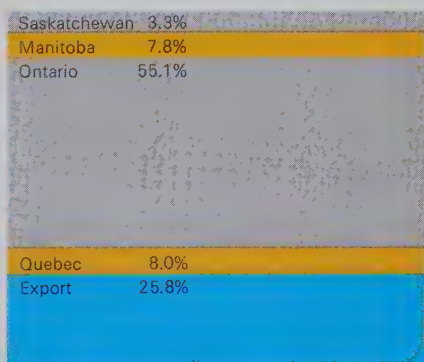 Saskatchewan 3.3%
Manitoba 7.8%
Ontario 55.1%
Quebec 8.0%
Export 25.8%